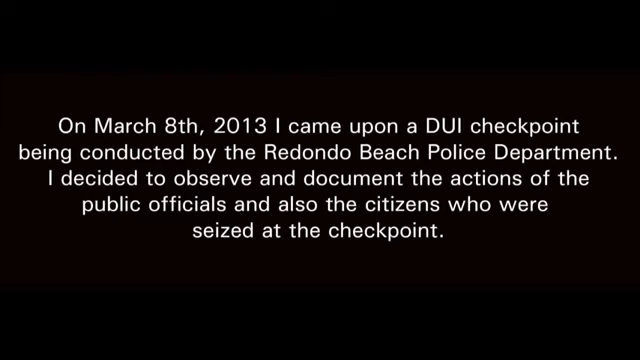 On March 8th, 2013 I came upon a DUI checkpoint
being conducted by the Redondo Beach Police Department.
I decided to observe and document the actions of the
public officials and also the citizens who were
seized at the checkpoint.